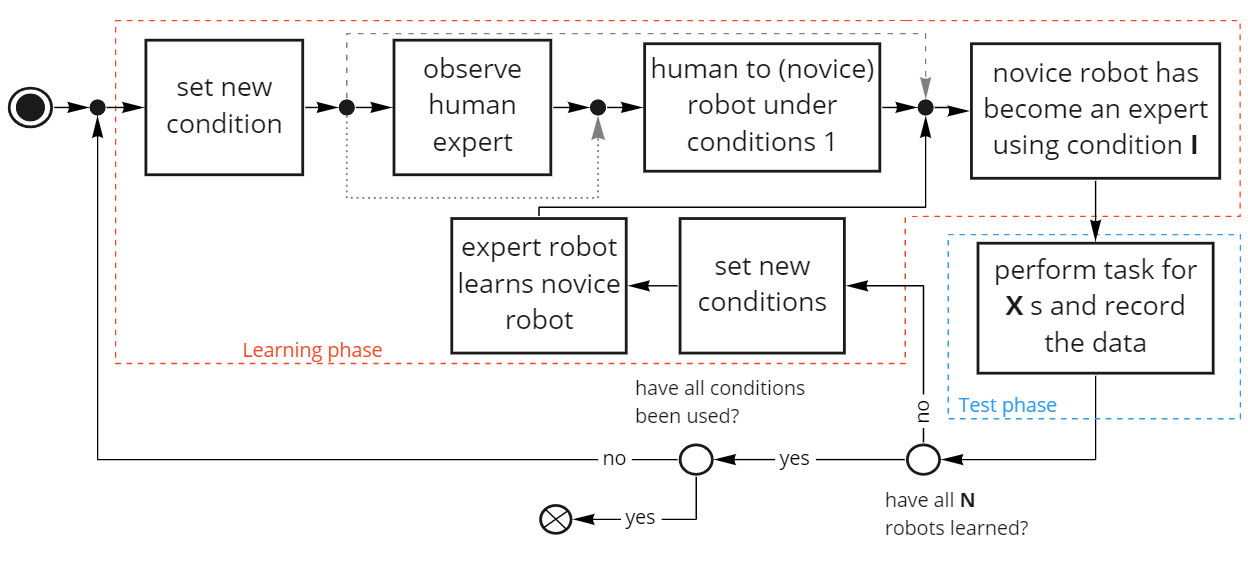 set new
condition
observe
human
expert
human to (novice)
robot under
conditions 1
novice robot has
become an expert
using condition I
expert robot
learns novice
robot
set new
conditions
perform task for
X s and record
the data
Learning phase
Test phase
have all conditions
been used?
no
no
yes
yes
have all N
robots learned?